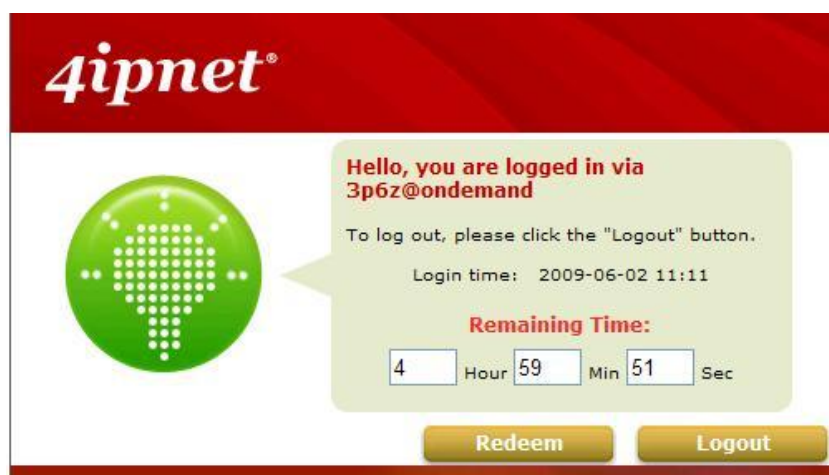 4ipnet®
Hello, you are logged in via
3p6z@ondemand
To log out, please click the "Logout" button.
Login time: 2009-06-02 11:11
Remaining Time:
4 Hour 59 Min 51 Sec
Redeem Logout